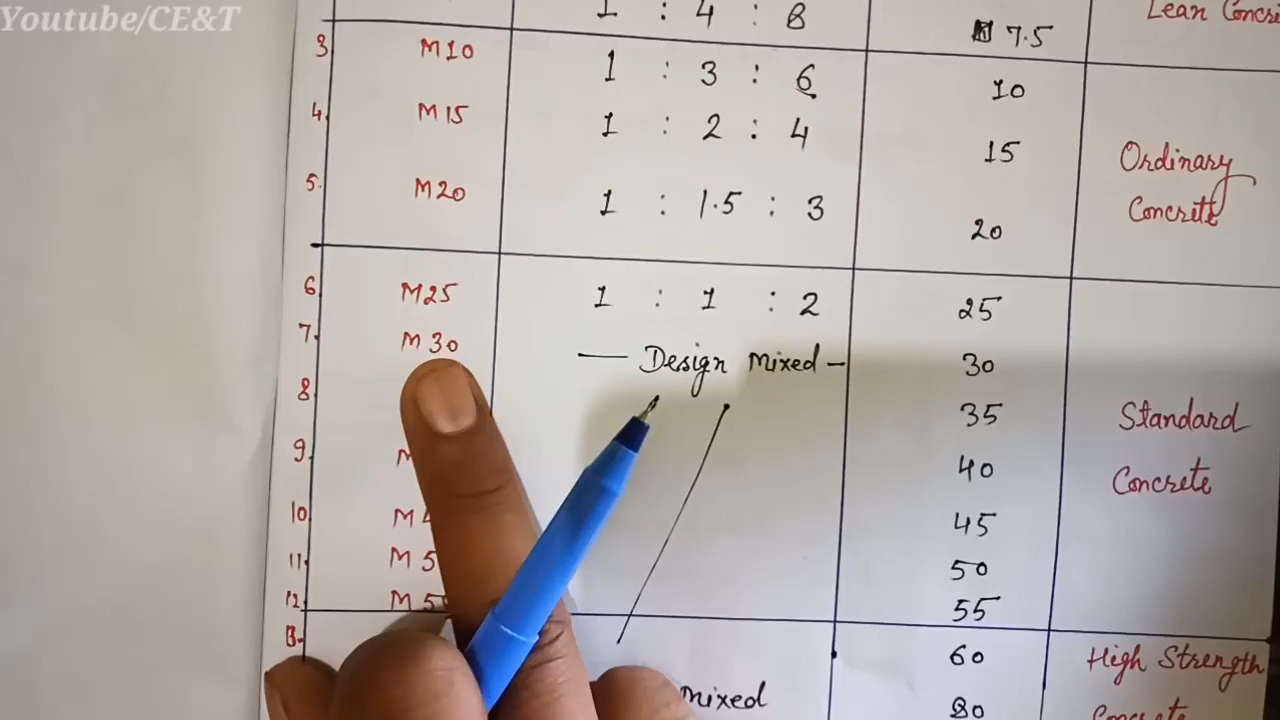 Youtube/CE&T
1 : 4 : 8 7.5 Lean
3 M10 1 : 3 : 6 10
4. M15 1 : 2 : 4 15
Ordinary
Concrete
5. M20 1 : 1.5 : 3 20
6 M25 1 : 1 : 2 25
7. M30 — Design Mixed — 30
8 35
Standard
Concrete
9 40
10 45
11 M5 50
12 M5 55
13. 60 High Strength
mixed 80